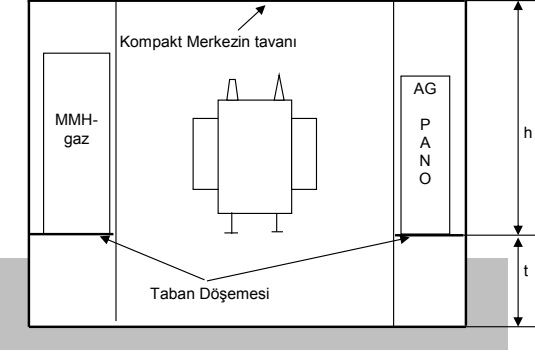 Kompakt Merkezin tavanı
MMH-
gaz
AG
P
A
N
O
h
t
Taban Döşemesi